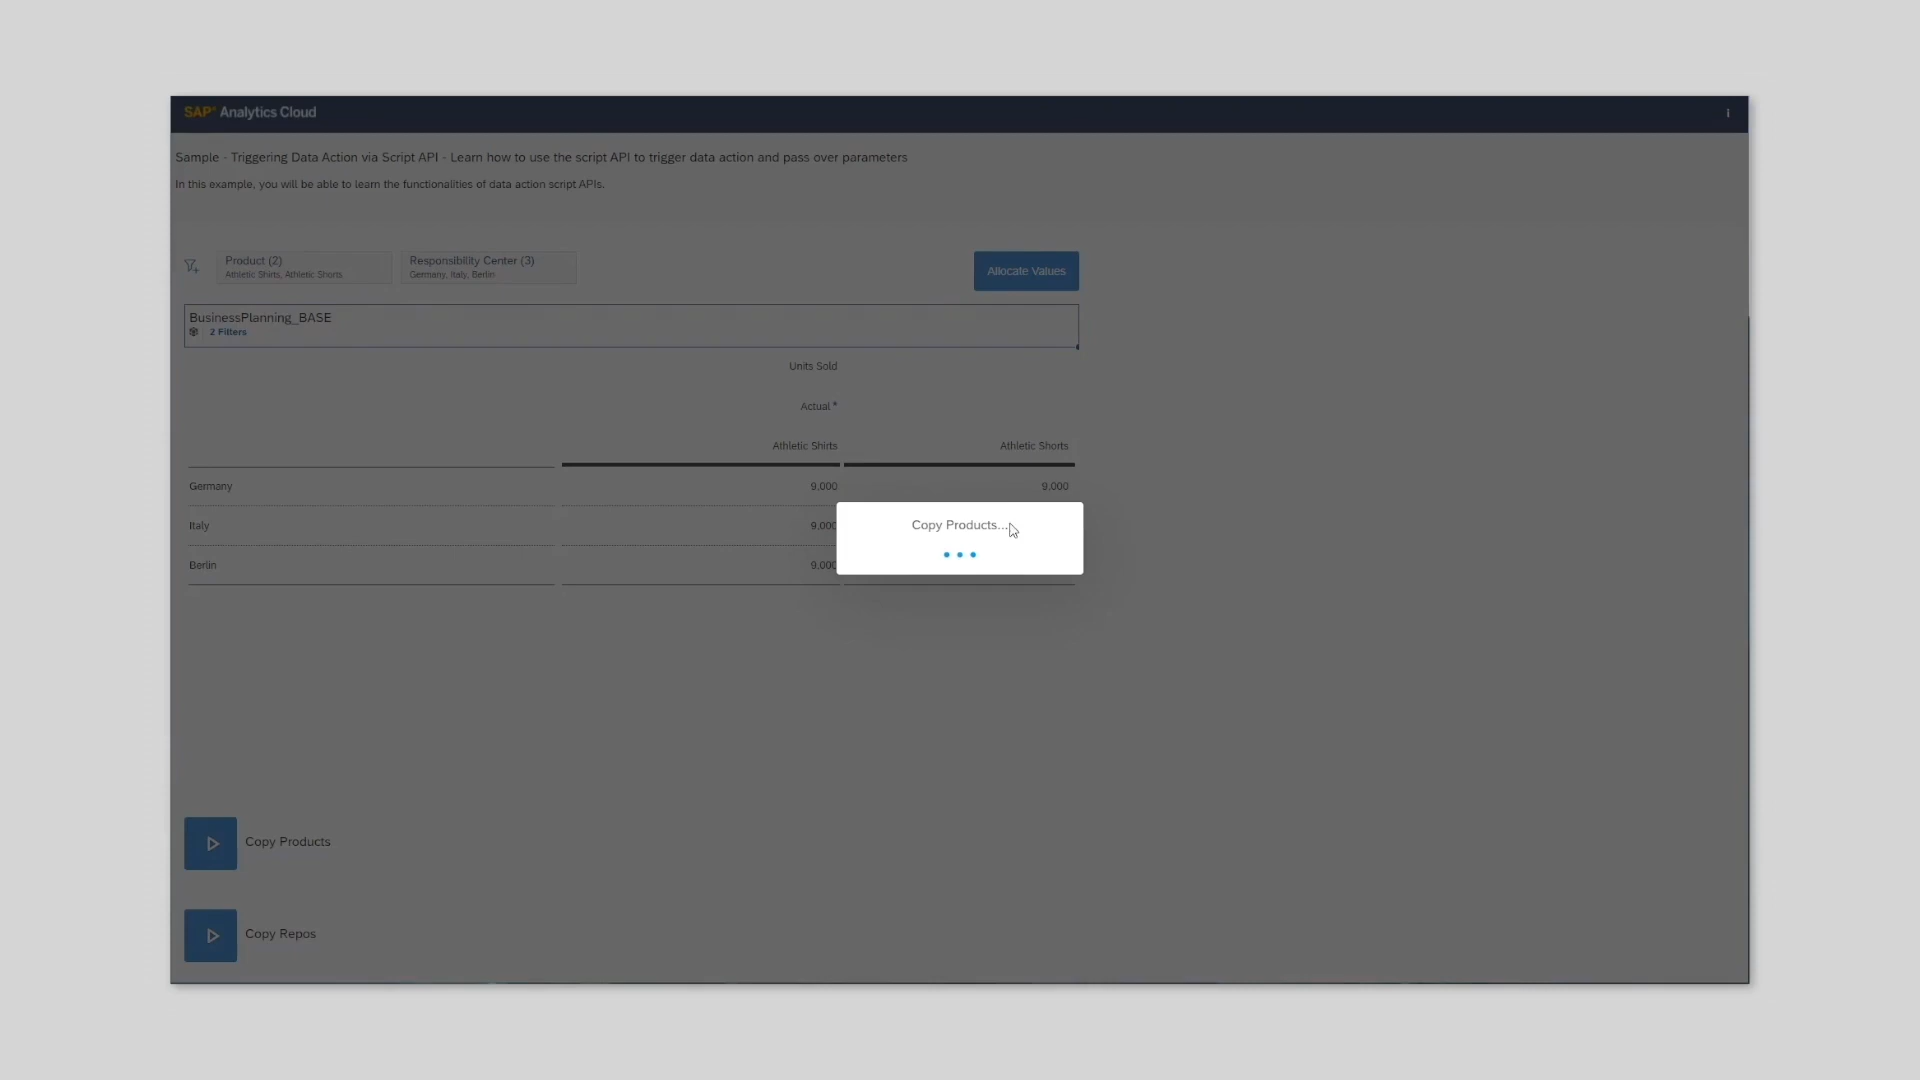 SAP® Analytics Cloud
Sample - Triggering Data Action via Script API - Learn how to use the script API to trigger data action and pass over parameters
In this example, you will be able to learn the functionalities of data action script APIs.
Product (2)
Athletic Shirts, Athletic Shorts
Responsibility Center (3)
Germany, Italy, Berlin
Allocate Values
BusinessPlanning_BASE
2 Filters
Units Sold
Actual *
Athletic Shirts
Athletic Shorts
Germany
9,000
9,000
Italy
9,000
Berlin
9,000
Copy Products...
Copy Products
Copy Repos